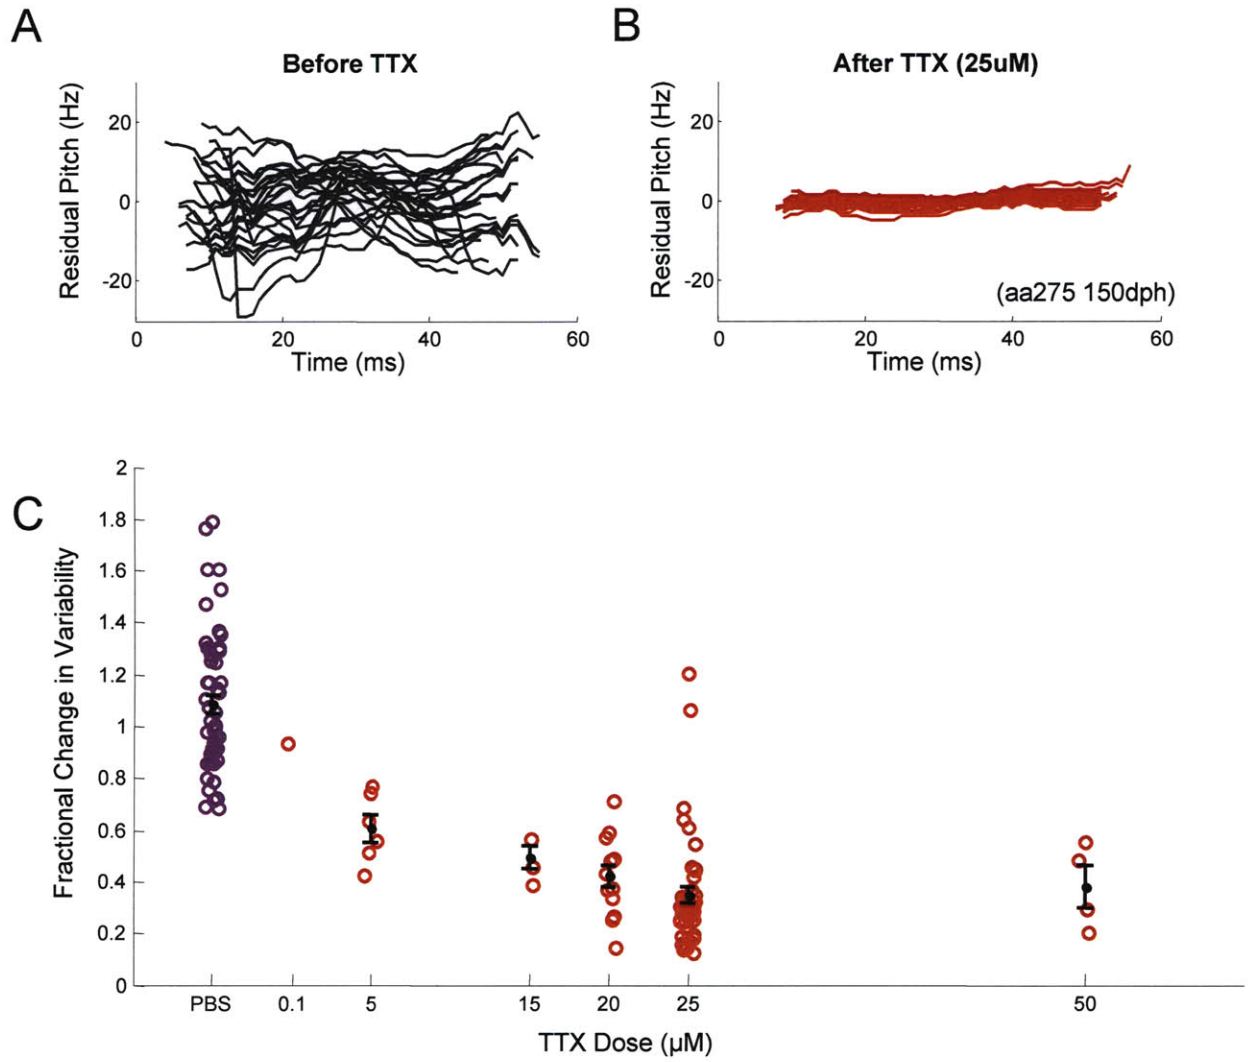 A
B
Before TTX
After TTX (25uM)
Residual Pitch (Hz)
20
0
-20
0 20 40 60
Time (ms)
Residual Pitch (Hz)
20
0
-20
(aa275 150dph)
0 20 40 60
Time (ms)
C
Fractional Change in Variability
2
1.8
1.6
1.4
1.2
1
0.8
0.6
0.4
0.2
0
PBS 0.1 5 15 20 25 50
TTX Dose (µM)